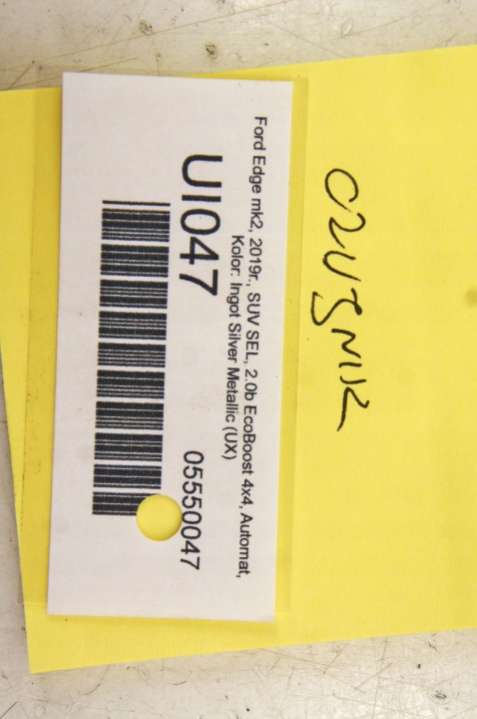 CZUJNIK
Ford Edge mk2, 2019r., SUV SEL, 2.0b EcoBoost 4x4, Automat,
Kolor: Ingot Silver Metallic (UX)
UI047
05550047